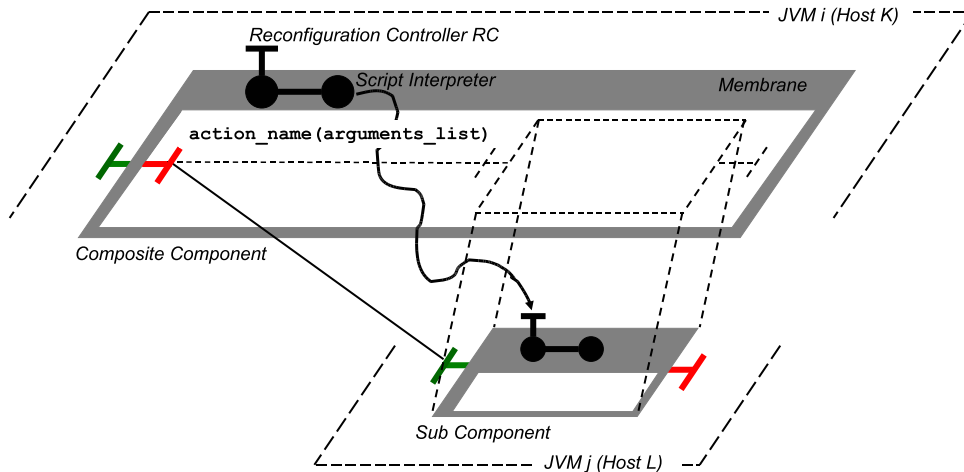 JVM i (Host K)
Reconfiguration Controller RC
Script Interpreter
Membrane
action_name(arguments_list)
Composite Component
Sub Component
JVM j (Host L)